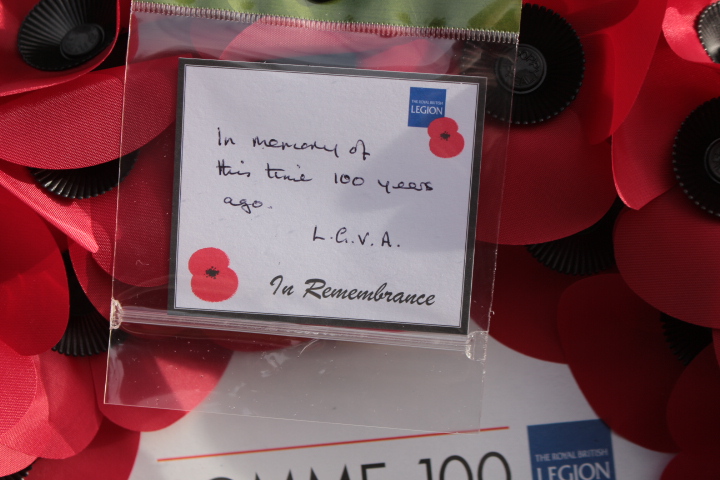 THE ROYAL BRITISH
LEGION
In memory of
this time 100 years
ago.
L.G.V.A.
In Remembrance
OMME 100
THE ROYAL BRITISH
LEGION